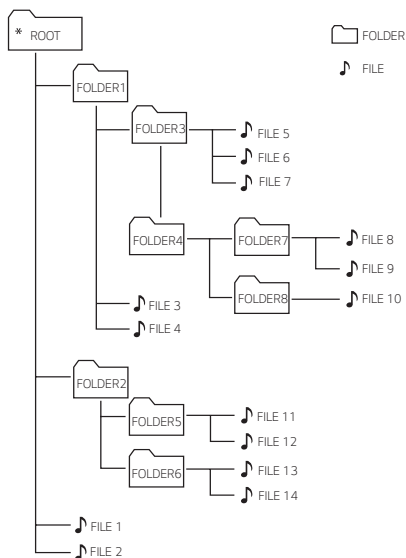 * ROOT
FOLDER
FILE
FOLDER1
FOLDER3
FILE 5
FILE 6
FILE 7
FOLDER4
FOLDER7
FILE 8
FILE 9
FOLDER8
FILE 10
FILE 3
FILE 4
FOLDER2
FOLDER5
FILE 11
FILE 12
FOLDER6
FILE 13
FILE 14
FILE 1
FILE 2